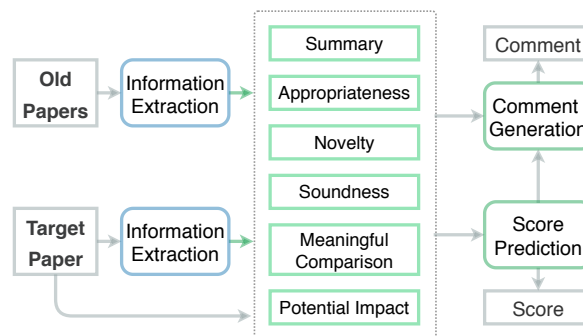 Old
Papers
Information
Extraction
Target
Paper
Information
Extraction
Summary
Appropriateness
Novelty
Soundness
Meaningful
Comparison
Potential Impact
Comment
Comment
Generation
Score
Prediction
Score